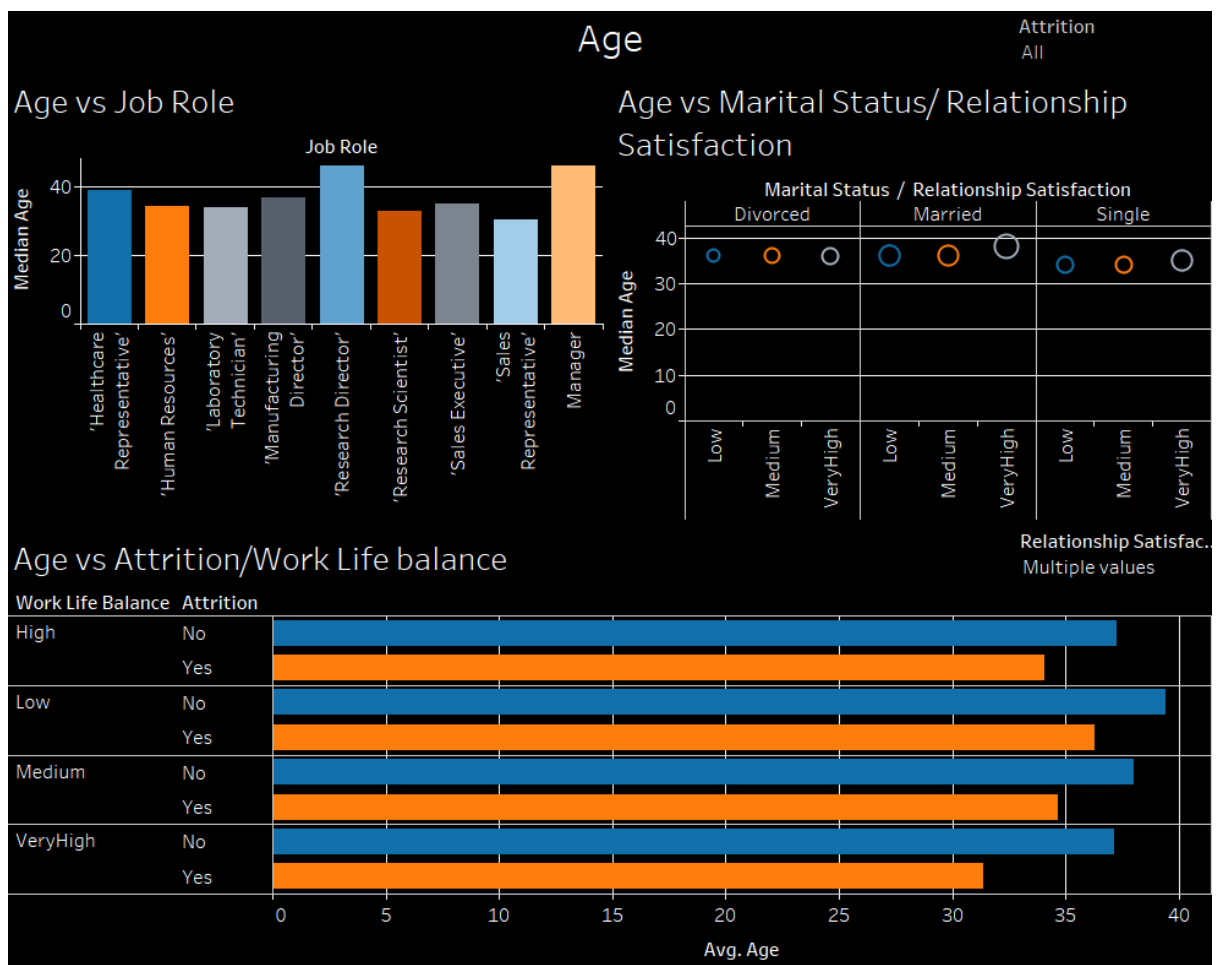 Age
Attrition
All
Age vs Job Role
Job Role
Median Age
40
20
0
'Healthcare
Representative'
'Human Resources'
'Laboratory
Technician'
'Manufacturing
Director'
'Research Director'
'Research Scientist'
'Sales Executive'
'Sales
Representative'
Manager
Age vs Marital Status/ Relationship
Satisfaction
Marital Status / Relationship Satisfaction
Divorced Married Single
Median Age
40
30
20
10
0
Low Medium VeryHigh Low Medium VeryHigh Low Medium VeryHigh
Relationship Satisfac..
Multiple values
Age vs Attrition/Work Life balance
Work Life Balance Attrition
High No
Yes
Low No
Yes
Medium No
Yes
VeryHigh No
Yes
0 5 10 15 20 25 30 35 40
Avg. Age